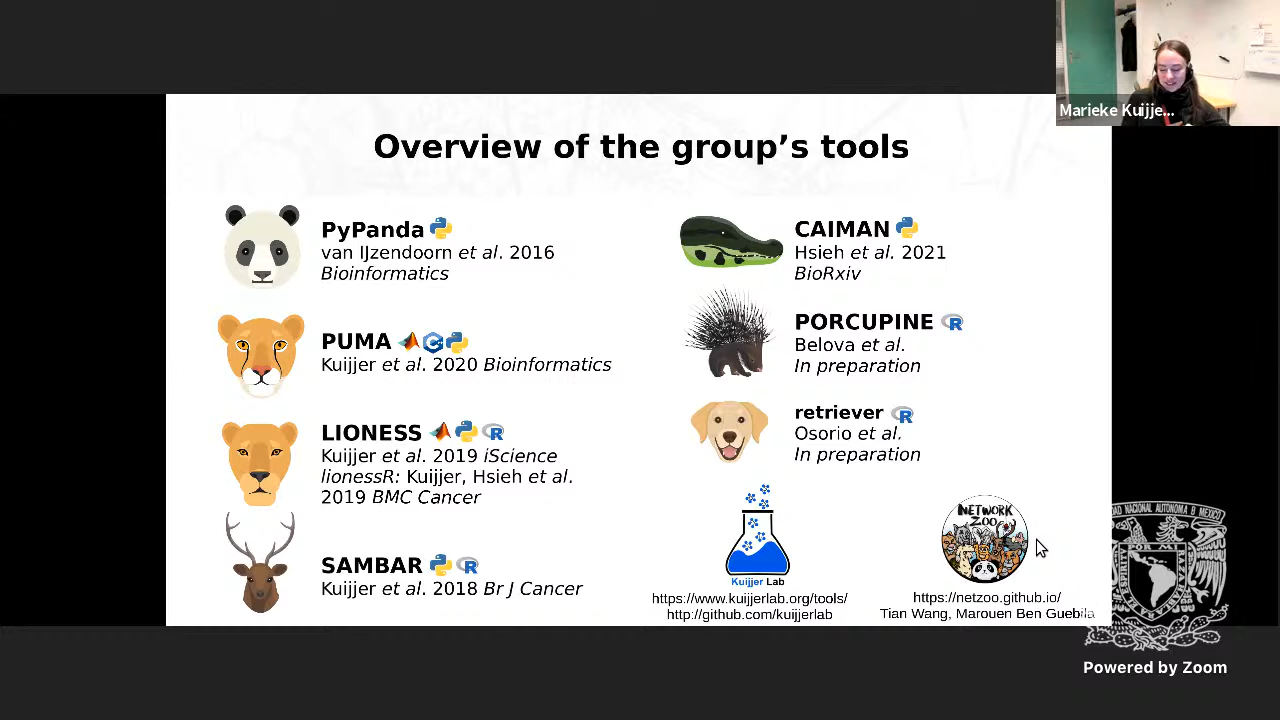 Marieke Kuijje...
Overview of the group's tools
PyPanda
van IJzendoorn et al. 2016
Bioinformatics
PUMA
Kuijjer et al. 2020 Bioinformatics
LIONESS
Kuijjer et al. 2019 iScience
lionessR: Kuijjer, Hsieh et al.
2019 BMC Cancer
SAMBAR
Kuijjer et al. 2018 Br J Cancer
CAIMAN
Hsieh et al. 2021
BioRxiv
PORCUPINE
Belova et al.
In preparation
retriever
Osorio et al.
In preparation
Kuijjer Lab
https://www.kuijjerlab.org/tools/
http://github.com/kuijjerlab
NETWORK
ZOO
https://netzoo.github.io/
Tian Wang, Marouen Ben Guebila
Powered by Zoom